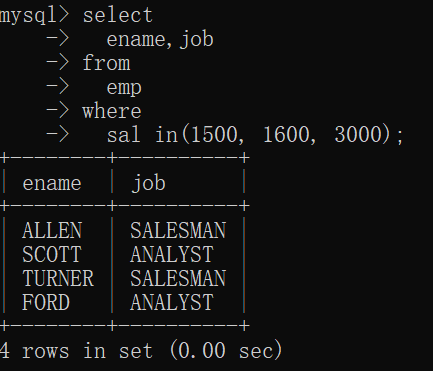 mysql> select
    ->   ename,job
    -> from
    ->   emp
    -> where
    ->   sal in(1500, 1600, 3000);
+--------+----------+
| ename  | job      |
+--------+----------+
| ALLEN  | SALESMAN |
| SCOTT  | ANALYST  |
| TURNER | SALESMAN |
| FORD   | ANALYST  |
+--------+----------+
4 rows in set (0.00 sec)